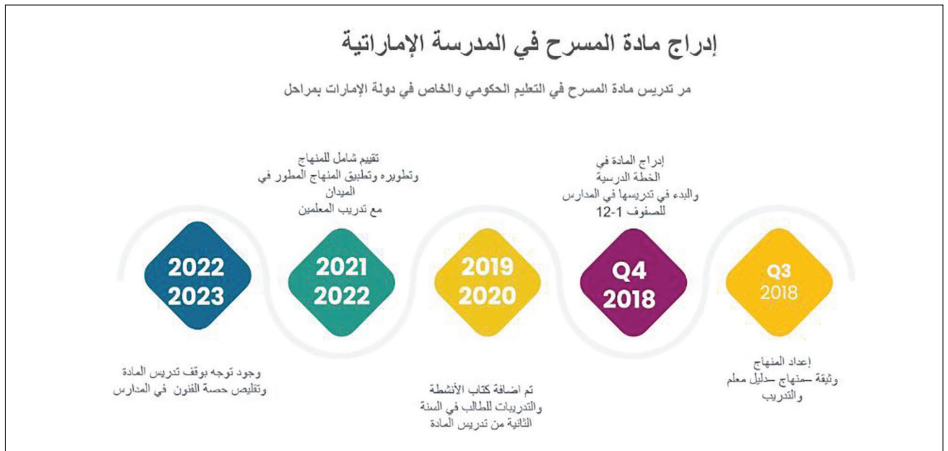 إدراج مادة المسرح في المدرسة الإماراتية
مر تدريس مادة المسرح في التعليم الحكومي والخاص في دولة الإمارات بمراحل
Q3
2018
إعداد المنهاج
وثيقة –منهاج –دليل معلم
والتدريب
إدراج المادة في
الخطة الدرسية
والبدء في تدريسها في المدارس
للصفوف 1-12
Q4
2018
2019
2020
تم اضافة كتاب الأنشطة
والتدريبات للطالب في السنة
الثانية من تدريس المادة
تقييم شامل للمنهاج
وتطويره وتطبيق المنهاج المطور في
الميدان
مع تدريب المعلمين
2021
2022
2022
2023
وجود توجه بوقف تدريس المادة
وتقليص حصة الفنون في المدارس